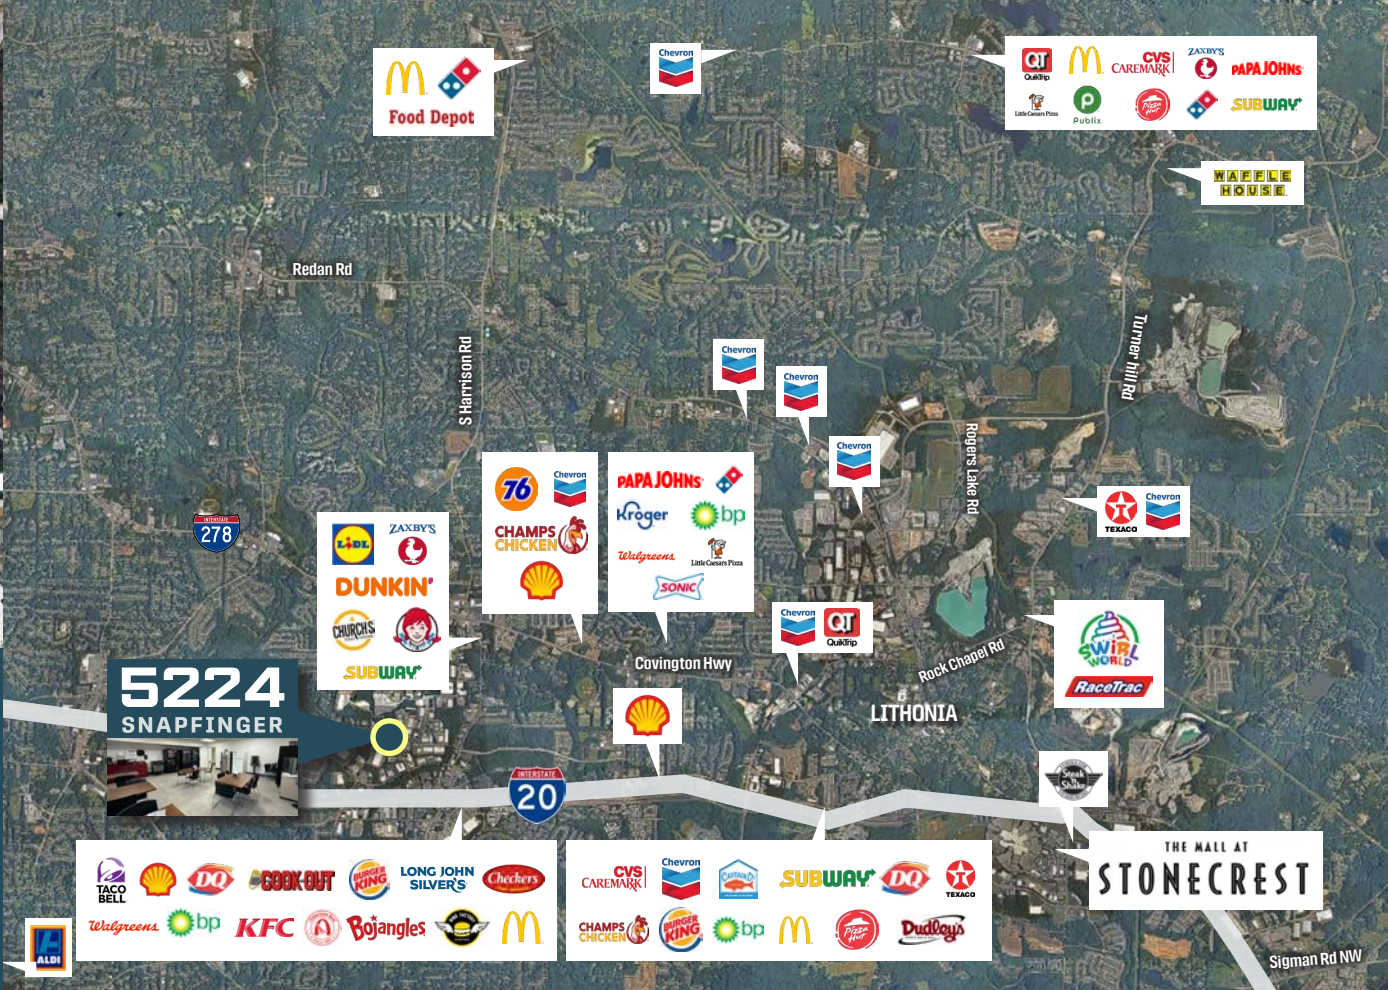 Food Depot
Chevron
QT
QuikTrip
CVS
CAREMARK
ZAXBY'S
PAPA JOHNS
Little Caesars Pizza
Publix
Pizza Hut
SUBWAY
WAFFLE
HOUSE
Redan Rd
S Harrison Rd
Turner hill Rd
Chevron
Chevron
Chevron
Rogers Lake Rd
INTERSTATE
278
LIDL
ZAXBY'S
DUNKIN'
CHURCH'S
SUBWAY
76
Chevron
CHAMPS
CHICKEN
PAPA JOHNS
Kroger
bp
Walgreens
Little Caesars Pizza
SONIC
TEXACO
Chevron
Chevron
QT
QuikTrip
SWIRL
WORLD
RaceTrac
Covington Hwy
Rock Chapel Rd
LITHONIA
5224
SNAPFINGER
INTERSTATE
20
Steak
'n
Shake
THE MALL AT
STONECREST
TACO
BELL
DQ
COOK-OUT
BURGER
KING
LONG JOHN
SILVER'S
Checkers
Walgreens
bp
KFC
Bojangles
CVS
CAREMARK
Chevron
CAPTAIN D'S
SUBWAY
DQ
TEXACO
CHAMPS
CHICKEN
BURGER
KING
bp
Pizza Hut
Dudley's
ALDI
Sigman Rd NW